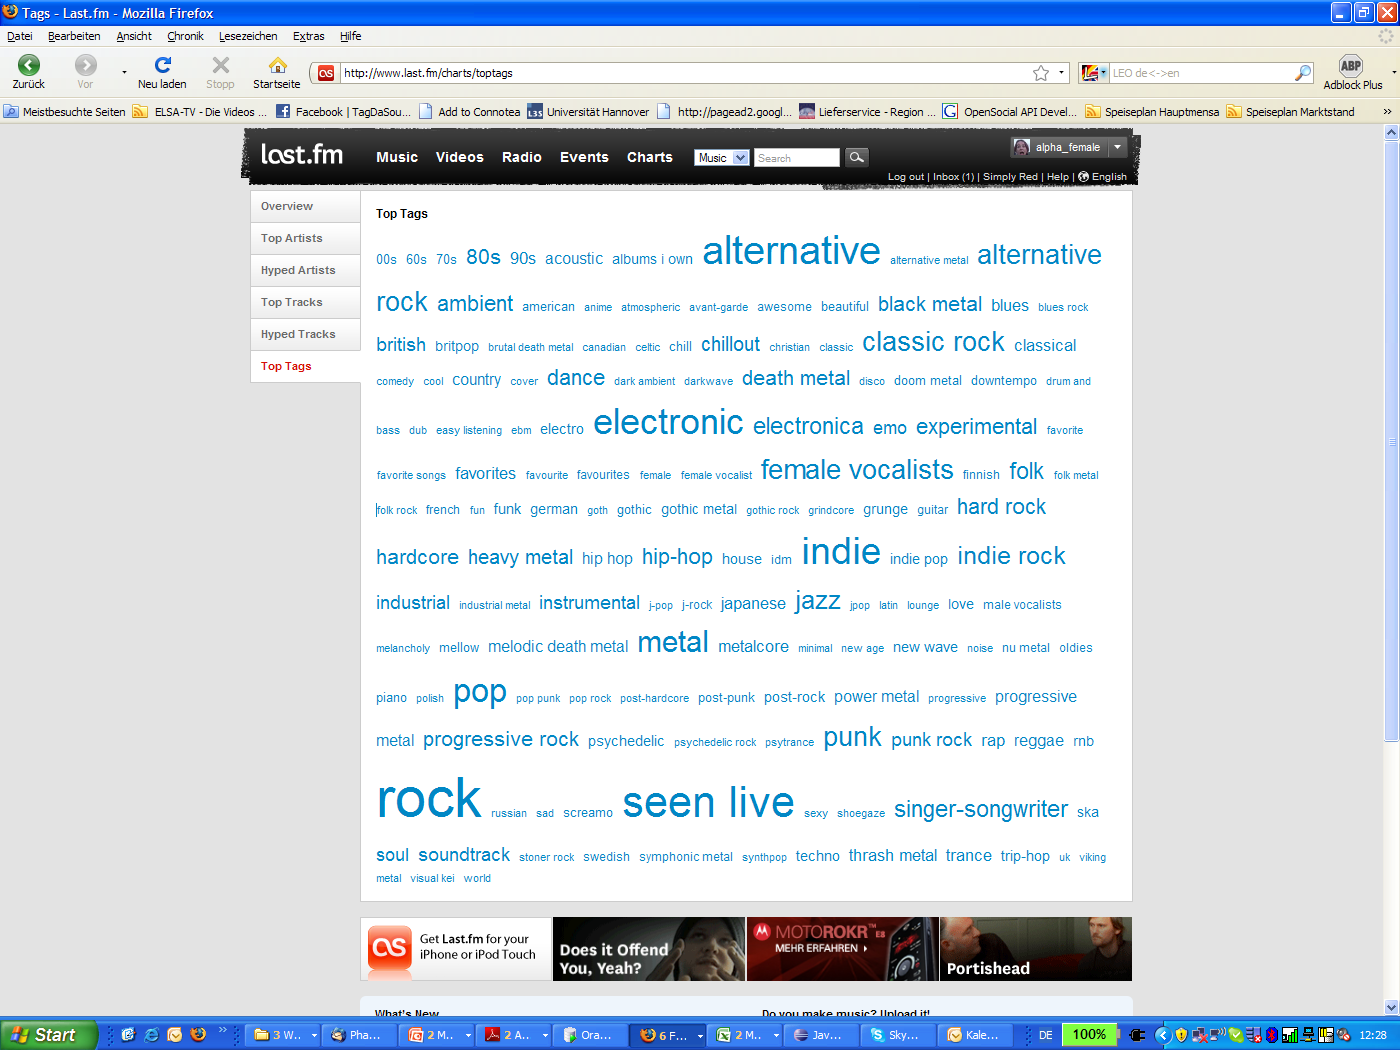 Tags - Last.fm - Mozilla Firefox
Datei Bearbeiten Ansicht Chronik Lesezeichen Extras Hilfe
Zurück Vor Neu laden Stopp Startseite http://www.last.fm/charts/toptags LEO de<->en ABP Adblock Plus
Meistbesuchte Seiten ELSA-TV - Die Videos ... Facebook | TagDaSou... Add to Connotea L3S Universität Hannover http://pagead2.googl... Lieferservice - Region ... OpenSocial API Devel... Speiseplan Hauptmensa Speiseplan Marktstand »
last.fm Music Videos Radio Events Charts Music Search alpha_female
Log out | Inbox (1) | Simply Red | Help | English
Overview
Top Artists
Hyped Artists
Top Tracks
Hyped Tracks
Top Tags
Top Tags
00s 60s 70s 80s 90s acoustic albums i own alternative alternative metal alternative
rock ambient american anime atmospheric avant-garde awesome beautiful black metal blues blues rock
british britpop brutal death metal canadian celtic chill chillout christian classic classic rock classical
comedy cool country cover dance dark ambient darkwave death metal disco doom metal downtempo drum and
bass dub easy listening ebm electro electronic electronica emo experimental favorite
favorite songs favorites favourite favourites female female vocalist female vocalists finnish folk folk metal
folk rock french fun funk german goth gothic gothic metal gothic rock grindcore grunge guitar hard rock
hardcore heavy metal hip hop hip-hop house idm indie indie pop indie rock
industrial industrial metal instrumental j-pop j-rock japanese jazz jpop latin lounge love male vocalists
melancholy mellow melodic death metal metal metalcore minimal new age new wave noise nu metal oldies
piano polish pop pop punk pop rock post-hardcore post-punk post-rock power metal progressive progressive
metal progressive rock psychedelic psychedelic rock psytrance punk punk rock rap reggae rnb
rock russian sad screamo seen live sexy shoegaze singer-songwriter ska
soul soundtrack stoner rock swedish symphonic metal synthpop techno thrash metal trance trip-hop uk viking
metal visual kei world
Get Last.fm for your
iPhone or iPod Touch
Does it Offend
You, Yeah?
MOTOROKR™ E8
MEHR ERFAHREN
Portishead
What's New Do you make music? Upload it!
Start » 3 W... Pha... 2 M... 2 A... Ora... 6 F... 2 M... Jav... Sky... Kale... DE 100% 12:28